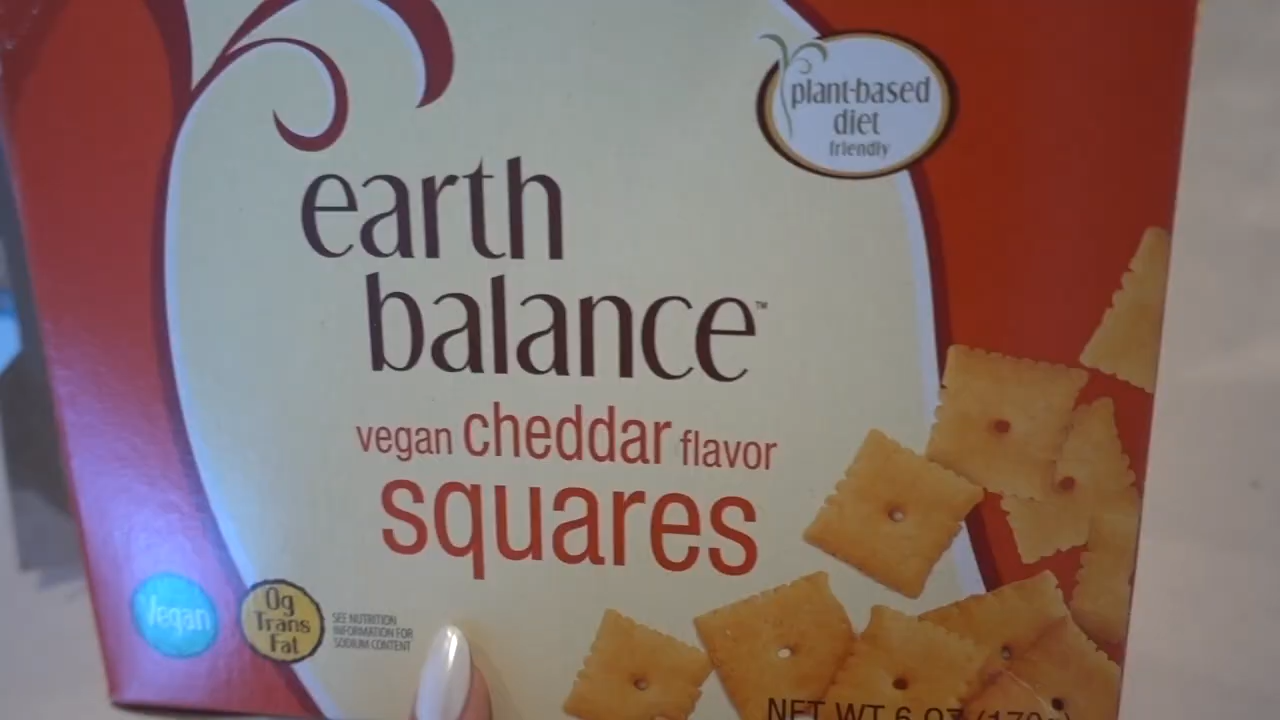 plant-based
diet
friendly
earth
balance™
vegan cheddar flavor
squares
Vegan
0g
Trans
Fat
SEE NUTRITION
INFORMATION FOR
SODIUM CONTENT
NET WT 6 OZ (170g)